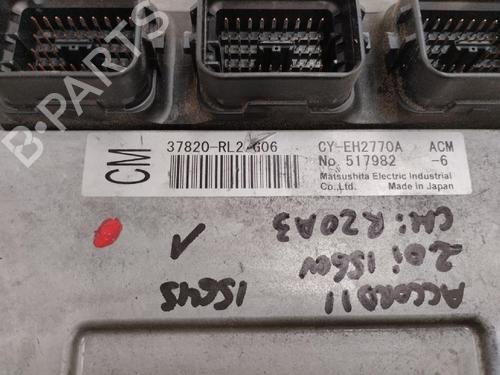 B-PARTS
CM
37820-RL2-G06
CY-EH2770A ACM
No. 517982 -6
Matsushita Electric Industrial
Co.,Ltd. Made in Japan
ACCORD 11
2.0i 156cv
CM: R20A3
15645